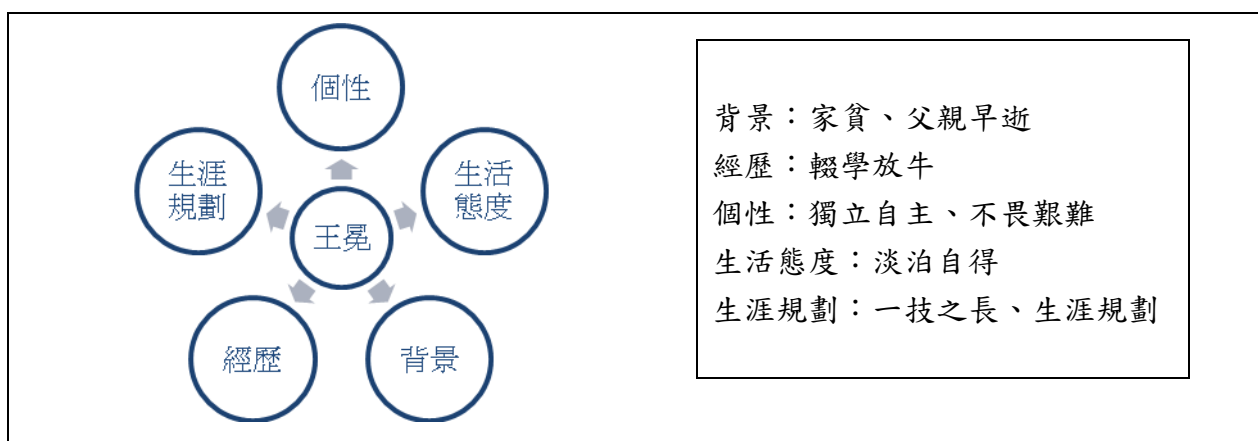 個性
生涯
規劃
生活
態度
王冕
經歷
背景
背景：家貧、父親早逝
經歷：輟學放牛
個性：獨立自主、不畏艱難
生活態度：淡泊自得
生涯規劃：一技之長、生涯規劃